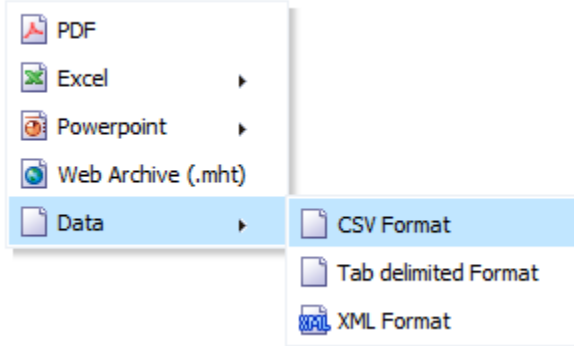 PDF
Excel
Powerpoint
Web Archive (.mht)
Data
CSV Format
Tab delimited Format
XML Format